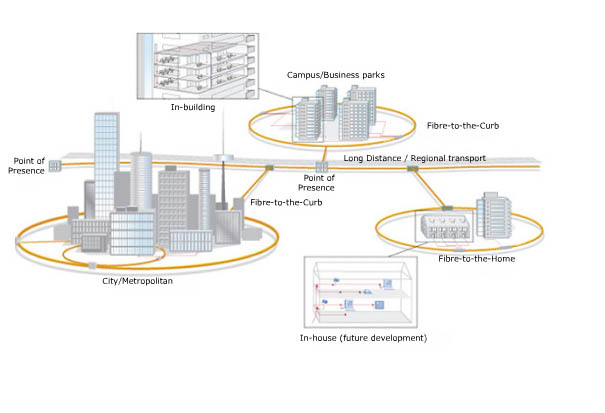 Campus/Business parks
In-building
Fibre-to-the-Curb
Point of
Presence
Long Distance / Regional transport
Point of
Presence
Fibre-to-the-Curb
Fibre-to-the-Home
City/Metropolitan
In-house (future development)